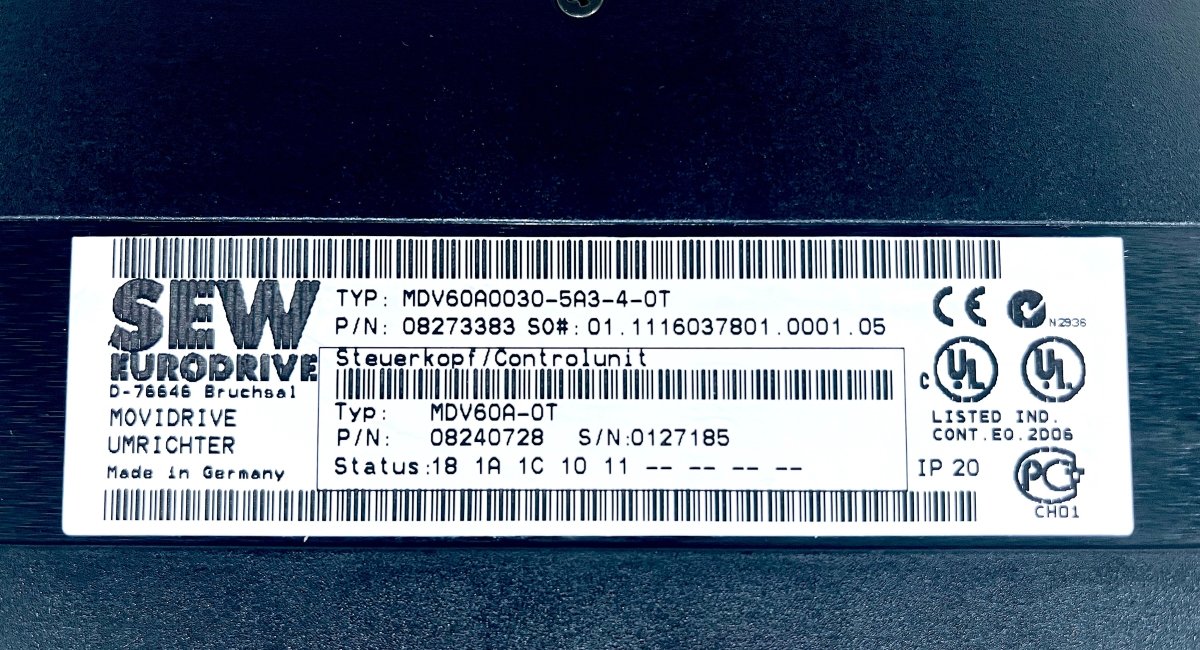 SEW
EURODRIVE
D-76646 Bruchsal
MOVIDRIVE
UMRICHTER
Made in Germany
TYP: MDV60A0030-5A3-4-0T
P/N: 08273383 SO#: 01.1116037801.0001.05
Steuerkopf/Controlunit
Typ: MDV60A-0T
P/N: 08240728 S/N:0127185
Status:18 1A 1C 10 11 -- -- -- --
CE
N2936
c UL UL
LISTED IND.
CONT.EQ.2D06
IP 20
PC
CH01